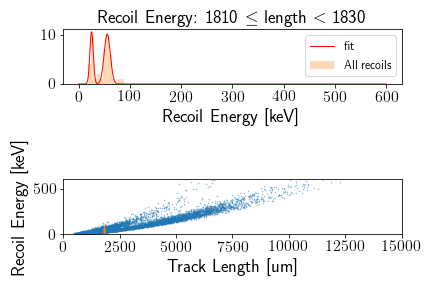 Recoil Energy: 1810 ≤ length < 1830
10
0
fit
All recoils
0 100 200 300 400 500 600
Recoil Energy [keV]
Recoil Energy [keV]
500
0
0 2500 5000 7500 10000 12500 15000
Track Length [um]